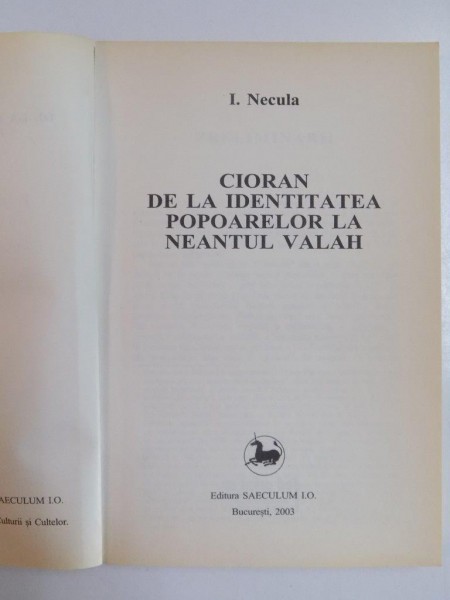 I. Necula
CIORAN
DE LA IDENTITATEA
POPOARELOR LA
NEANTUL VALAH
Editura SAECULUM I.O.
București, 2003
SAECULUM I.O.
Culturii și Cultelor.